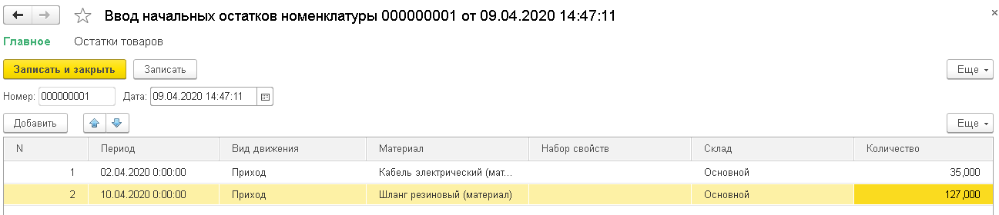 Ввод начальных остатков номенклатуры 000000001 от 09.04.2020 14:47:11
Главное Остатки товаров
Записать и закрыть Записать Еще
Номер: 000000001 Дата: 09.04.2020 14:47:11
Добавить Еще
N Период Вид движения Материал Набор свойств Склад Количество
1 02.04.2020 0:00:00 Приход Кабель электрический (мат... Основной 35,000
2 10.04.2020 0:00:00 Приход Шланг резиновый (материал) Основной 127,000